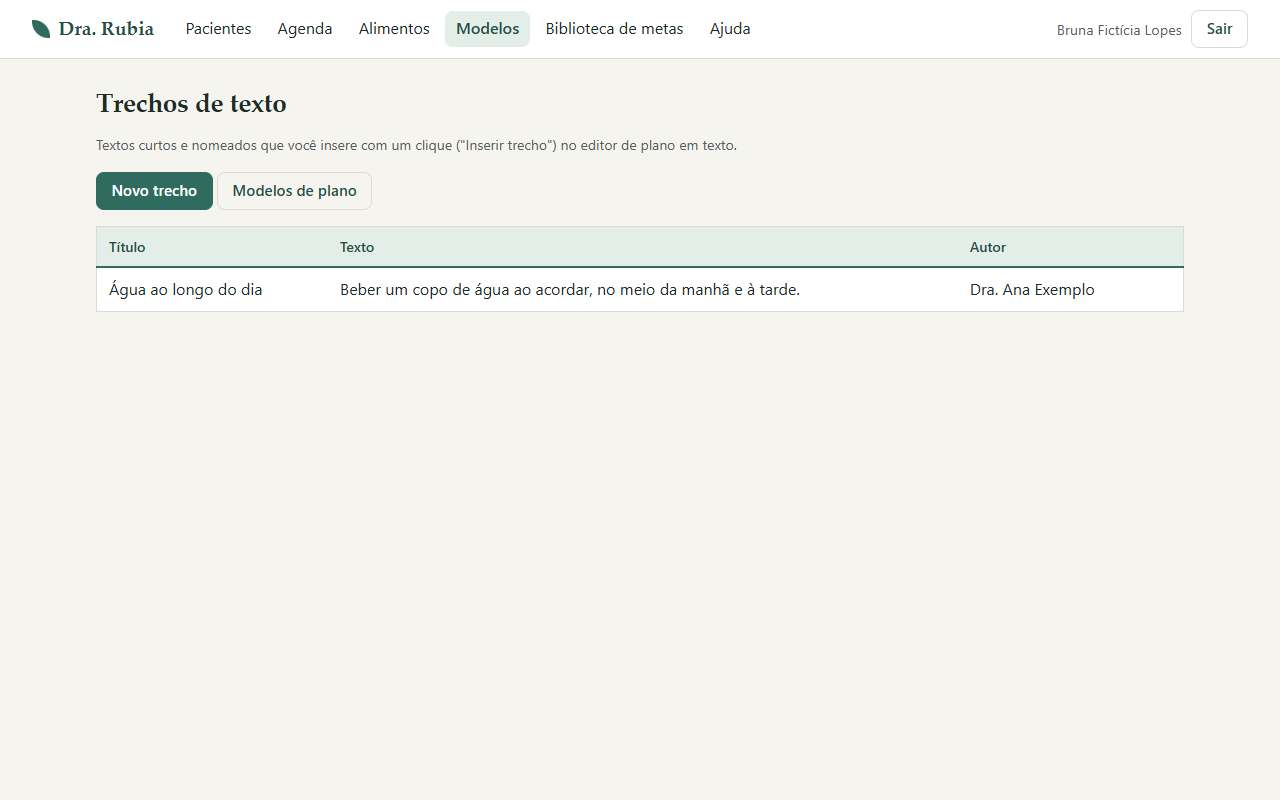 Dra. Rubia Pacientes Agenda Alimentos Modelos Biblioteca de metas Ajuda Bruna Fictícia Lopes Sair
Trechos de texto
Textos curtos e nomeados que você insere com um clique ("Inserir trecho") no editor de plano em texto.
Novo trecho Modelos de plano
Título Texto Autor
Água ao longo do dia Beber um copo de água ao acordar, no meio da manhã e à tarde. Dra. Ana Exemplo